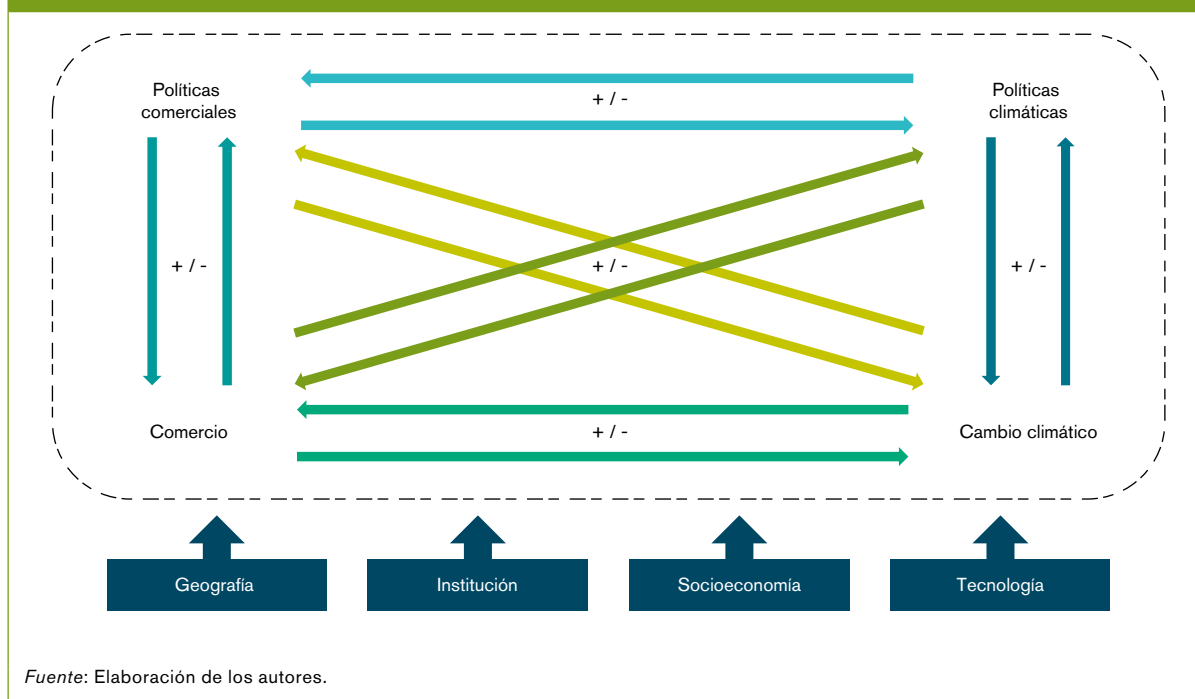 Políticas
comerciales
+ / -
Políticas
climáticas
+ / -
+ / -
+ / -
Comercio
+ / -
Cambio climático
Geografía
Institución
Socioeconomía
Tecnología
Fuente: Elaboración de los autores.